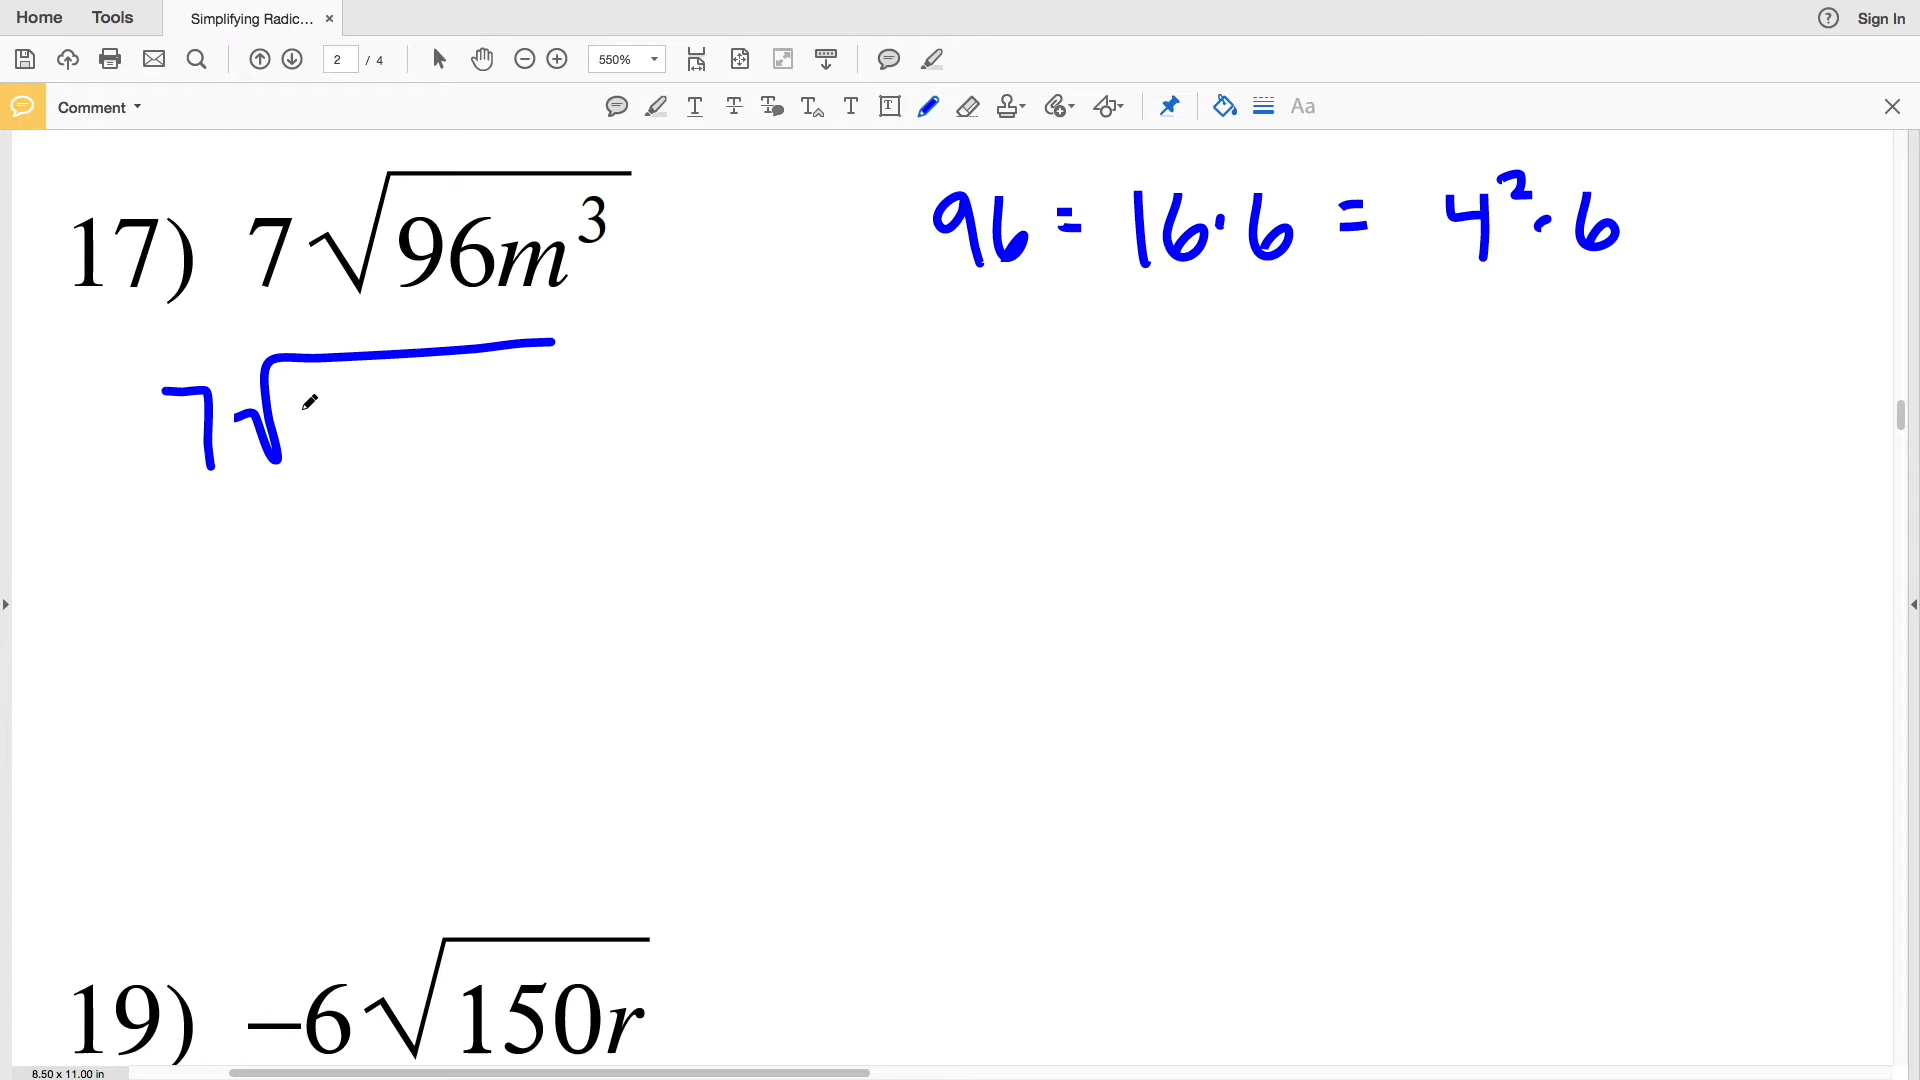 Home Tools Simplifying Radic... × Sign In
2 / 4 550%
Comment
17) 7√96m³ 96 = 16·6 = 4²·6
7√
19) −6√150r
8.50 x 11.00 in